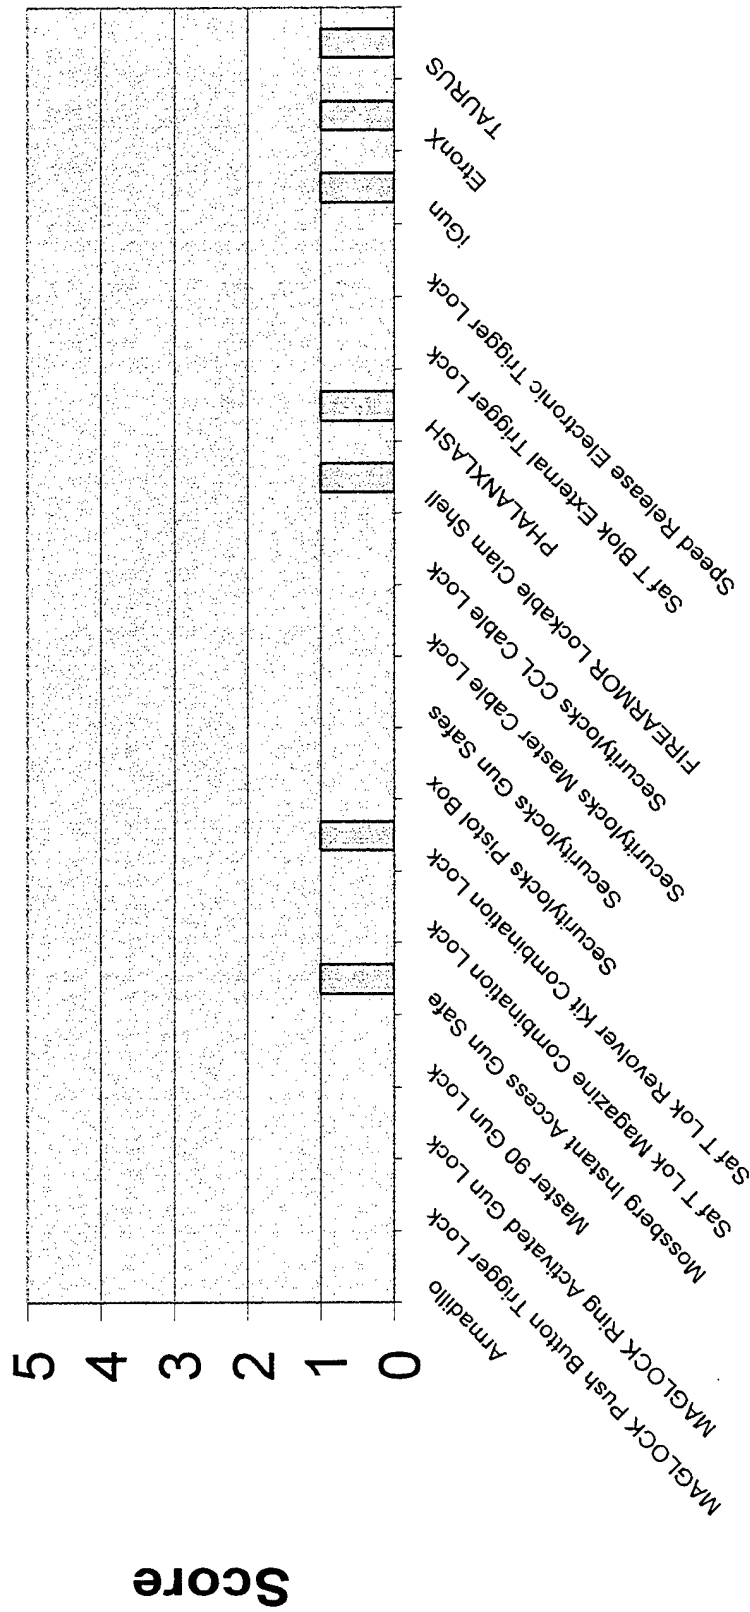 Score
5
4
3
2
1
0
Armadillo
MAGLOCK Push Button Trigger Lock
MAGLOCK Ring Activated Gun Lock
Master 90 Gun Lock
Mossberg Instant Access Gun Safe
Saf T Lok Magazine Combination Lock
Saf T Lok Revolver Kit Combination Lock
Securitylocks Pistol Box
Securitylocks Gun Safes
Securitylocks Master Cable Lock
Securitylocks CCL Cable Lock
FIREARMOR Lockable Clam Shell
PHALANXLASH
Saf T Blok External Trigger Lock
Speed Release Electronic Trigger Lock
iGun
EtronX
TAURUS